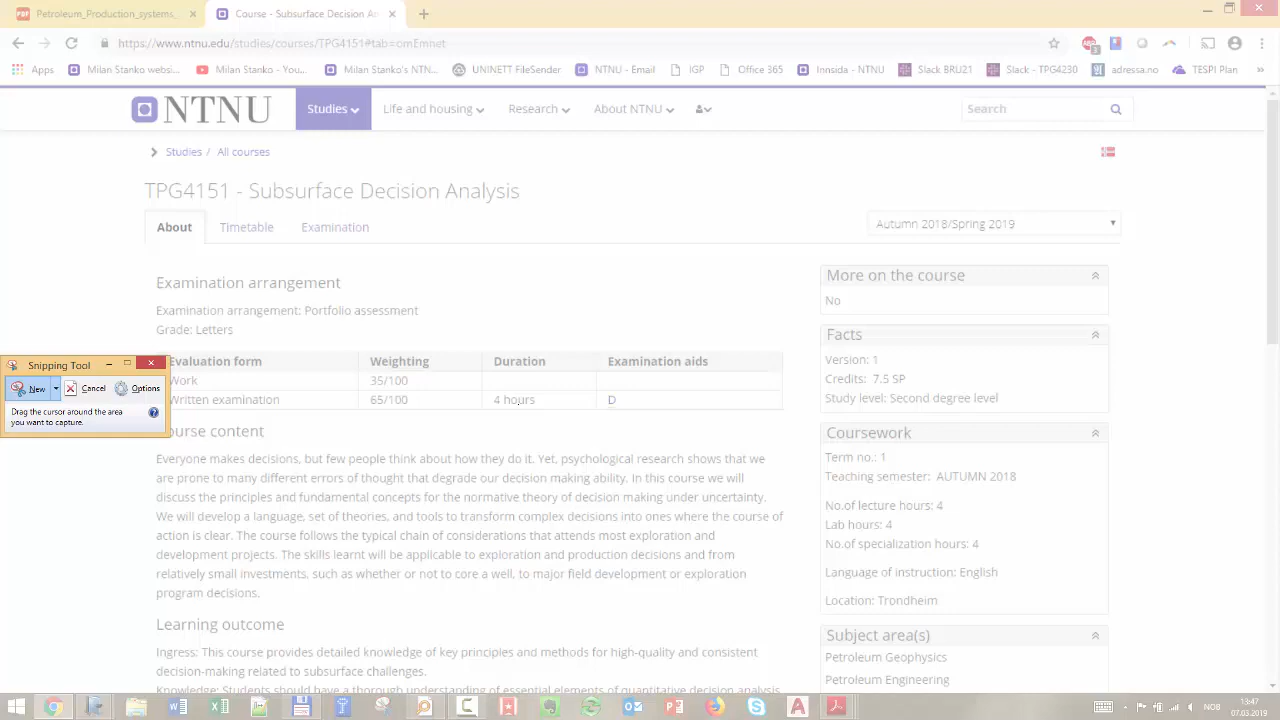 Petroleum_Production_systems,
Course - Subsurface Decision An
https://www.ntnu.edu/studies/courses/TPG4151#tab=omEmnet
3
Apps
Milan Stanko websi...
Milan Stanko - You...
Milan Stanko's NTN...
UNINETT FileSender
NTNU - Email
IGP
Office 365
Innsida - NTNU
Slack BRU21
Slack - TPG4230
adressa.no
TESPI Plan
»
NTNU
Studies
Life and housing
Research
About NTNU
Search
Studies / All courses
TPG4151 - Subsurface Decision Analysis
About
Timetable
Examination
Autumn 2018/Spring 2019
Examination arrangement
Examination arrangement: Portfolio assessment
Grade: Letters
Evaluation form Weighting Duration Examination aids
Work 35/100
Written examination 65/100 4 hours D
Snipping Tool
New Cancel Options
Drag the cursor around the area
you want to capture.
ourse content
Everyone makes decisions, but few people think about how they do it. Yet, psychological research shows that we
are prone to many different errors of thought that degrade our decision making ability. In this course we will
discuss the principles and fundamental concepts for the normative theory of decision making under uncertainty.
We will develop a language, set of theories, and tools to transform complex decisions into ones where the course of
action is clear. The course follows the typical chain of considerations that attends most exploration and
development projects. The skills learnt will be applicable to exploration and production decisions and from
relatively small investments, such as whether or not to core a well, to major field development or exploration
program decisions.
Learning outcome
Ingress: This course provides detailed knowledge of key principles and methods for high-quality and consistent
decision-making related to subsurface challenges.
Knowledge: Students should have a thorough understanding of essential elements of quantitative decision analysis
More on the course
No
Facts
Version: 1
Credits: 7.5 SP
Study level: Second degree level
Coursework
Term no.: 1
Teaching semester: AUTUMN 2018
No.of lecture hours: 4
Lab hours: 4
No.of specialization hours: 4
Language of instruction: English
Location: Trondheim
Subject area(s)
Petroleum Geophysics
Petroleum Engineering
13:47
07.03.2019